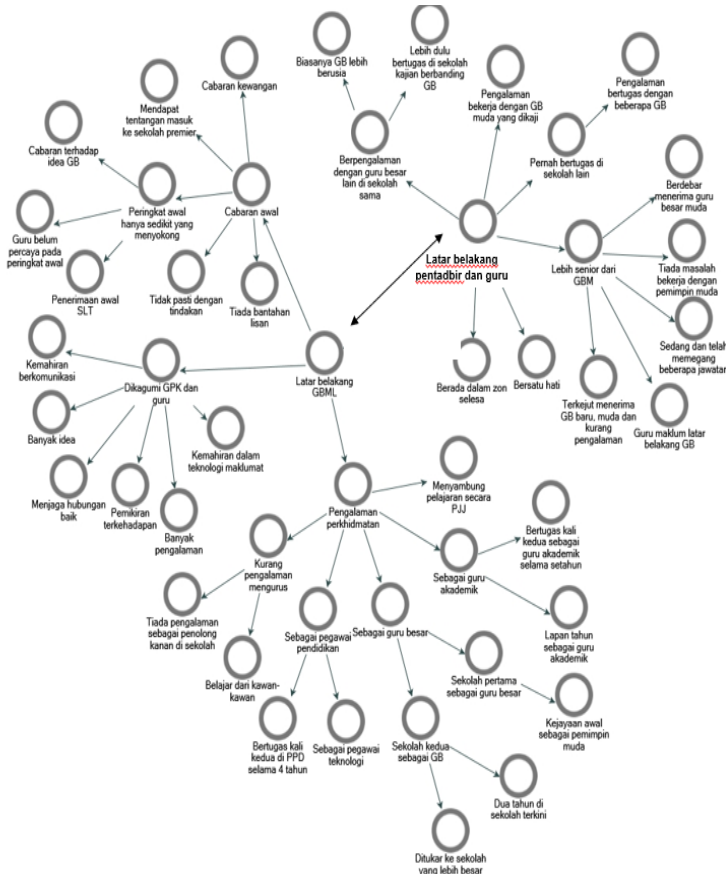 Biasanya GB lebih
berusia
Lebih dulu
bertugas di sekolah
kajian berbanding
GB
Cabaran kewangan
Mendapat
tentangan masuk
ke sekolah premier
Pengalaman
bekerja dengan GB
muda yang dikaji
Pengalaman
bertugas dengan
beberapa GB
Cabaran terhadap
idea GB
Berpengalaman
dengan guru besar
lain di sekolah
sama
Pernah bertugas di
sekolah lain
Peringkat awal
hanya sedikit yang
menyokong
Cabaran awal
Berdebar
menerima guru
besar muda
Guru belum
percaya pada
peringkat awal
Latar belakang
pentadbir dan guru
Lebih senior dari
GBM
Tiada masalah
bekerja dengan
pemimpin muda
Penerimaan awal
SLT
Tidak pasti dengan
tindakan
Tiada bantahan
lisan
Sedang dan telah
memegang
beberapa jawatan
Kemahiran
berkomunikasi
Dikagumi GPK dan
guru
Latar belakang
GBML
Berada dalam zon
selesa
Bersatu hati
Terkejut menerima
GB baru, muda dan
kurang
pengalaman
Guru maklum latar
belakang GB
Banyak idea
Kemahiran dalam
teknologi maklumat
Menjaga hubungan
baik
Pemikiran
terkehadapan
Banyak
pengalaman
Pengalaman
perkhidmatan
Menyambung
pelajaran secara
PJJ
Bertugas kali
kedua sebagai
guru akademik
selama setahun
Kurang
pengalaman
mengurus
Sebagai guru
akademik
Tiada pengalaman
sebagai penolong
kanan di sekolah
Sebagai pegawai
pendidikan
Sebagai guru besar
Lapan tahun
sebagai guru
akademik
Belajar dari kawan-
kawan
Sekolah pertama
sebagai guru besar
Bertugas kali
kedua di PPD
selama 4 tahun
Sebagai pegawai
teknologi
Sekolah kedua
sebagai GB
Kejayaan awal
sebagai pemimpin
muda
Dua tahun di
sekolah terkini
Ditukar ke sekolah
yang lebih besar